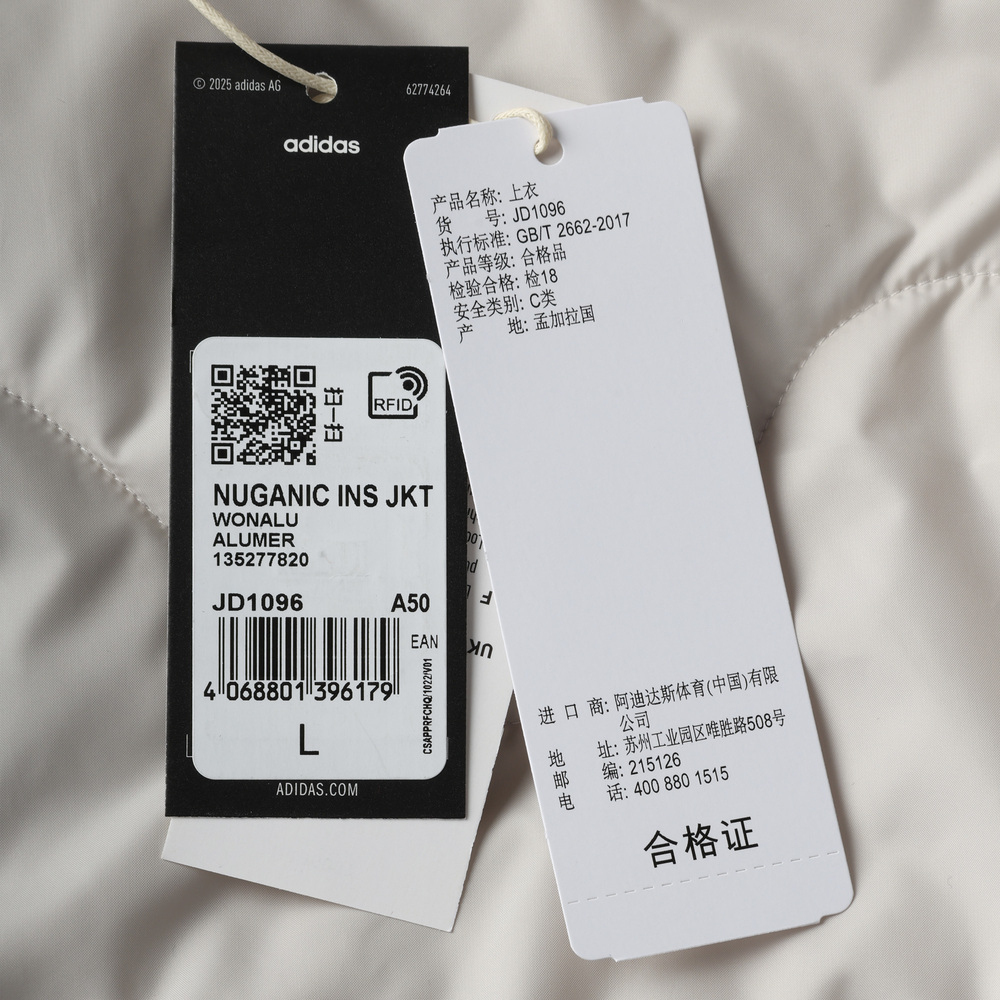 © 2025 adidas AG
62774264
adidas
RFID
扫一扫
NUGANIC INS JKT
WONALU
ALUMER
135277820
JD1096 A50
EAN
4 068801 396179
CSAPPRFCHQ/1022/V01
L
ADIDAS.COM
UK
F
产品名称: 上衣
货 号: JD1096
执行标准: GB/T 2662-2017
产品等级: 合格品
检验合格: 检18
安全类别: C类
产 地: 孟加拉国
进 口 商: 阿迪达斯体育(中国)有限
公司
地 址: 苏州工业园区唯胜路508号
邮 编: 215126
电 话: 400 880 1515
合格证